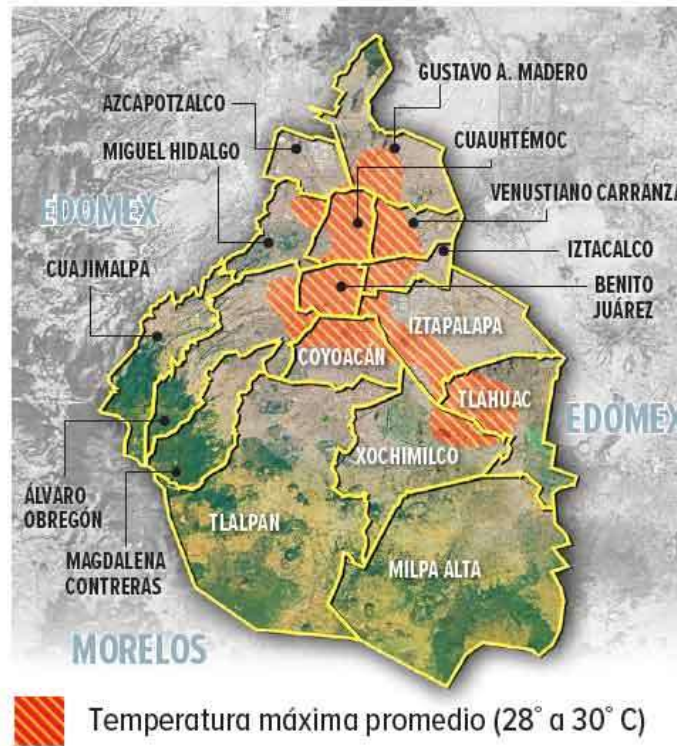 GUSTAVO A. MADERO
AZCAPOTZALCO
CUAUHTÉMOC
MIGUEL HIDALGO
VENUSTIANO CARRANZA
EDOMEX
IZTACALCO
CUAJIMALPA
BENITO
JUÁREZ
IZTAPALAPA
COYOACÁN
TLÁHUAC
EDOMEX
XOCHIMILCO
ÁLVARO
OBREGÓN
TLALPAN
MAGDALENA
CONTRERAS
MILPA ALTA
MORELOS
Temperatura máxima promedio (28° a 30° C)